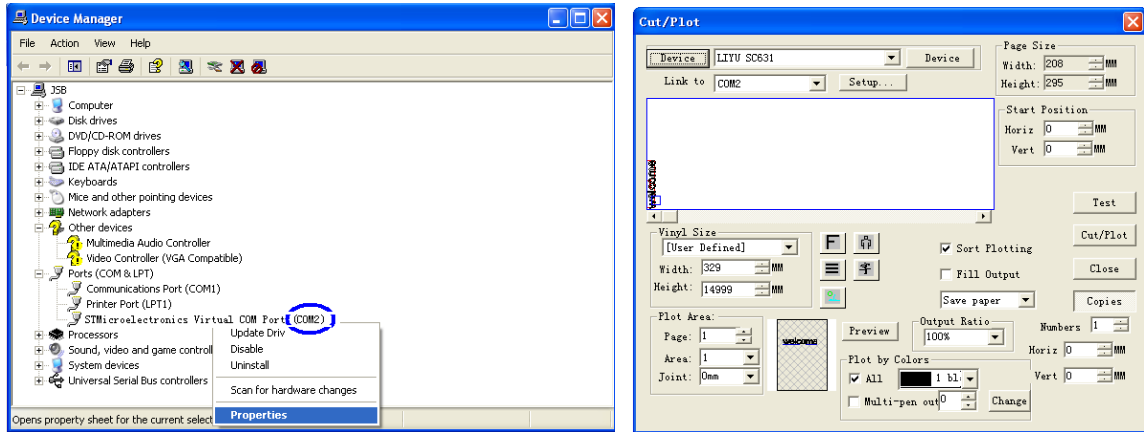 Device Manager
File Action View Help
JSB
Computer
Disk drives
DVD/CD-ROM drives
Floppy disk controllers
IDE ATA/ATAPI controllers
Keyboards
Mice and other pointing devices
Network adapters
Other devices
Multimedia Audio Controller
Video Controller (VGA Compatible)
Ports (COM & LPT)
Communications Port (COM1)
Printer Port (LPT1)
STMicroelectronics Virtual COM Port (COM2)
Processors
Sound, video and game controll
System devices
Universal Serial Bus controllers
Update Driv
Disable
Uninstall
Scan for hardware changes
Properties
Opens property sheet for the current select
Cut/Plot
Device LIYU SC631 Device
Link to COM2 Setup...
Page Size
Width: 208 MM
Height: 295 MM
Start Position
Horiz 0 MM
Vert 0 MM
welcome
Test
Cut/Plot
Close
Copies
Vinyl Size
[User Defined]
Width: 329 MM
Height: 14999 MM
F
Sort Plotting
Fill Output
Save paper
Plot Area:
Page: 1
Area: 1
Joint: 0mm
welcome
Preview
Output Ratio
100%
Numbers 1
Horiz 0 MM
Vert 0 MM
Plot by Colors
All 1 bl
Multi-pen out 0 Change